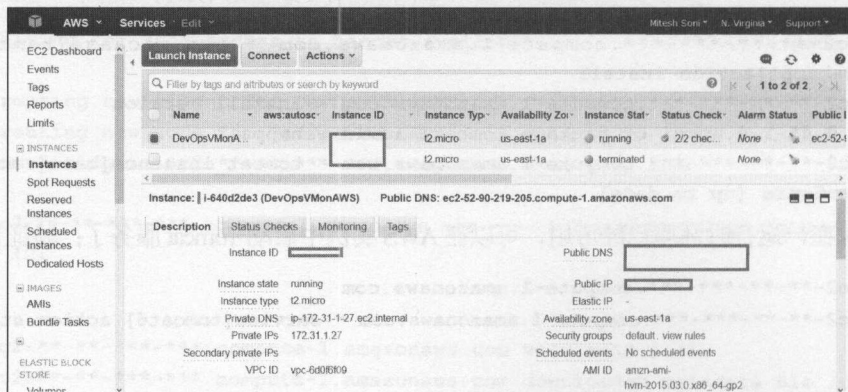 AWS Services Edit Mitesh Soni N. Virginia Support
EC2 Dashboard
Events
Tags
Reports
Limits
INSTANCES
Instances
Spot Requests
Reserved Instances
Scheduled Instances
Dedicated Hosts
IMAGES
AMIs
Bundle Tasks
ELASTIC BLOCK STORE
Volumes
Launch Instance Connect Actions
Filter by tags and attributes or search by keyword 1 to 2 of 2
Name aws:autosc Instance ID Instance Typ Availability Zo Instance Stat Status Check Alarm Status Public I
DevOpsVMonA... t2.micro us-east-1a running 2/2 chec... None ec2-52-9
t2.micro us-east-1a terminated None
Instance: i-640d2de3 (DevOpsVMonAWS) Public DNS: ec2-52-90-219-205.compute-1.amazonaws.com
Description Status Checks Monitoring Tags
Instance ID Public DNS
Instance state running Public IP
Instance type t2.micro Elastic IP -
Private DNS ip-172-31-1-27.ec2.internal Availability zone us-east-1a
Private IPs 172.31.1.27 Security groups default. view rules
Secondary private IPs Scheduled events No scheduled events
VPC ID vpc-6d0f6f09 AMI ID amzn-ami-
hvm-2015.03.0.x86_64-gp2